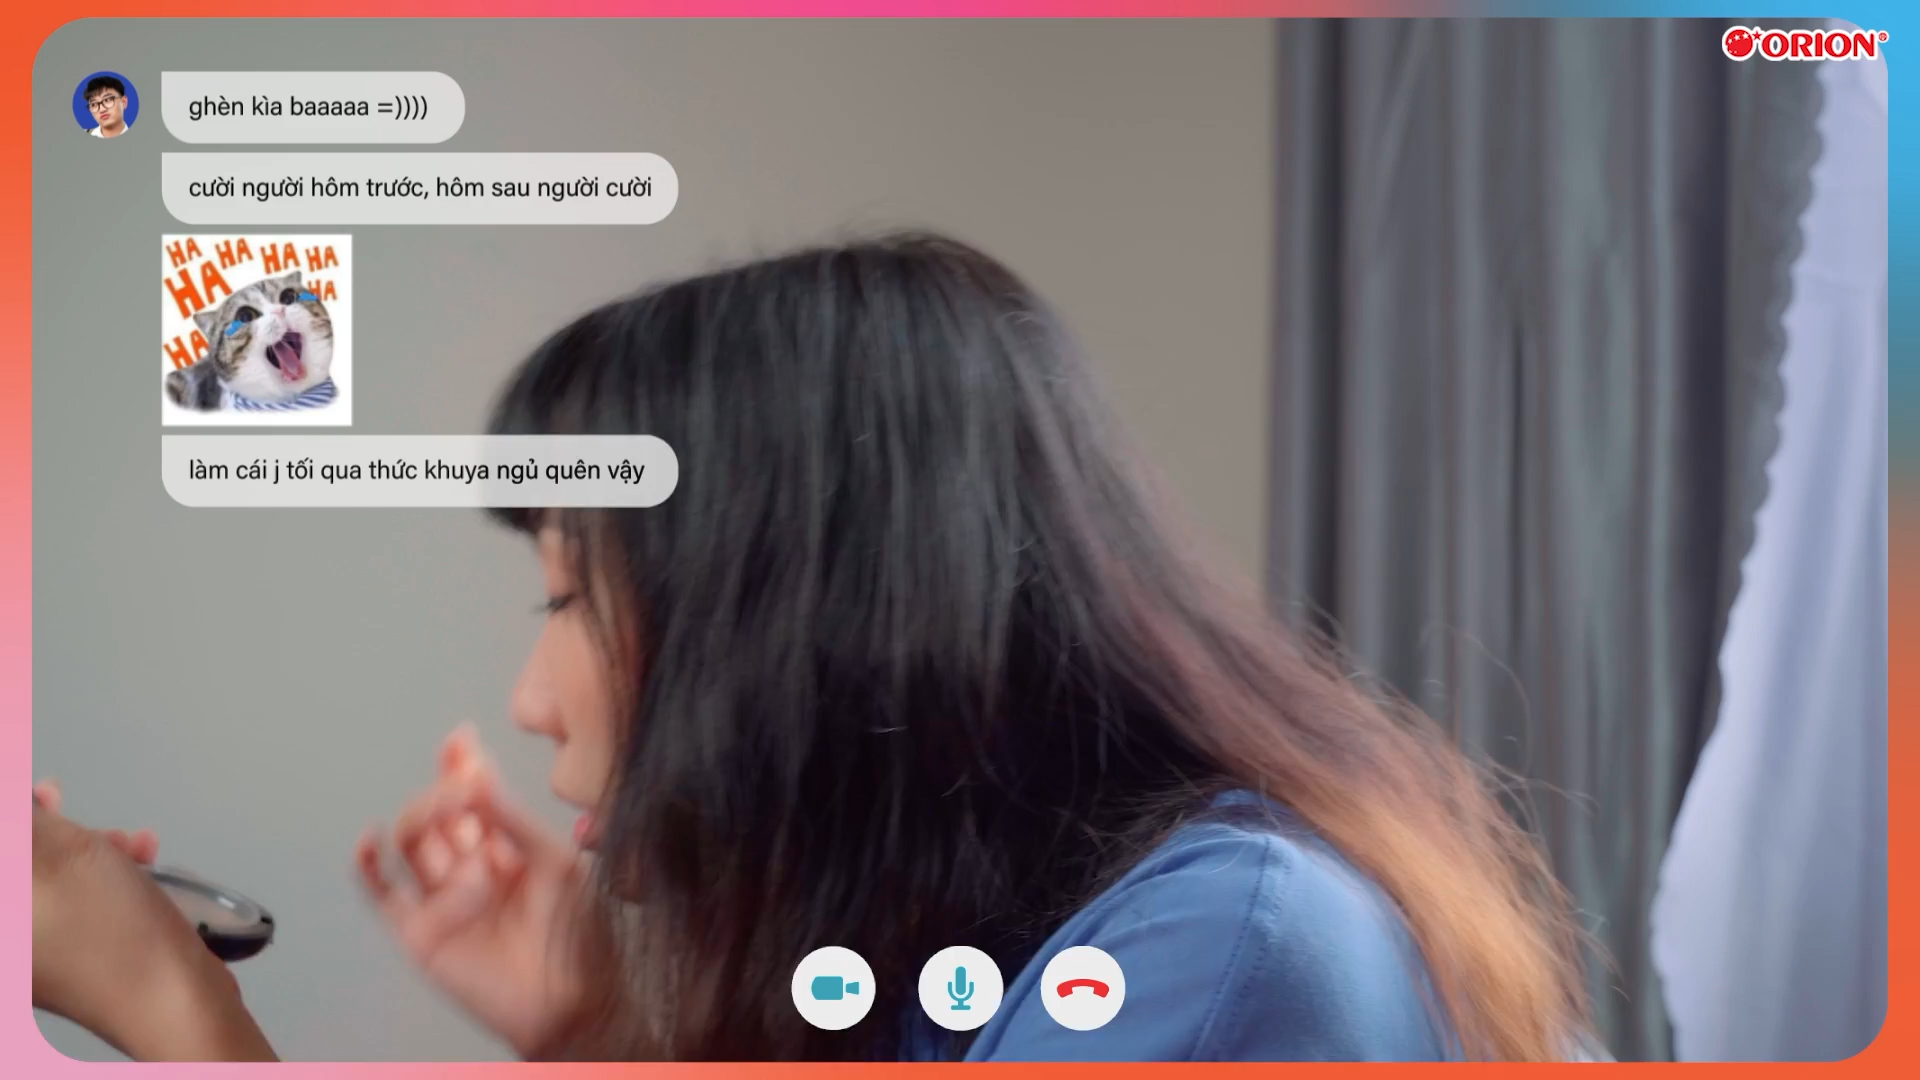 ORION
ghèn kìa baaaaa =))))
cười người hôm trước, hôm sau người cười
HA HA HA HA
HA HA
HA
làm cái j tối qua thức khuya ngủ quên vậy